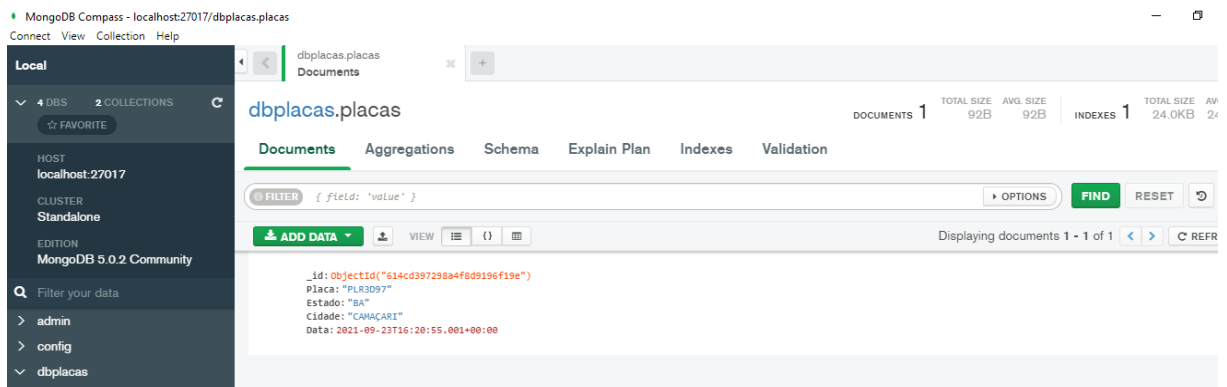 MongoDB Compass - localhost:27017/dbplacas.placas
Connect View Collection Help
Local
4 DBS 2 COLLECTIONS
☆ FAVORITE
HOST
localhost:27017
CLUSTER
Standalone
EDITION
MongoDB 5.0.2 Community
Filter your data
admin
config
dbplacas
dbplacas.placas
Documents
dbplacas.placas
DOCUMENTS 1 TOTAL SIZE 92B AVG. SIZE 92B INDEXES 1 TOTAL SIZE 24.0KB AV 24
Documents Aggregations Schema Explain Plan Indexes Validation
FILTER { field: 'value' } OPTIONS FIND RESET
ADD DATA VIEW {} Displaying documents 1 - 1 of 1 C REFR
_id: ObjectId("614cd397298a4f8d9196f19e")
Placa: "PLR3D97"
Estado: "BA"
Cidade: "CAMAÇARI"
Data: 2021-09-23T16:20:55.001+00:00